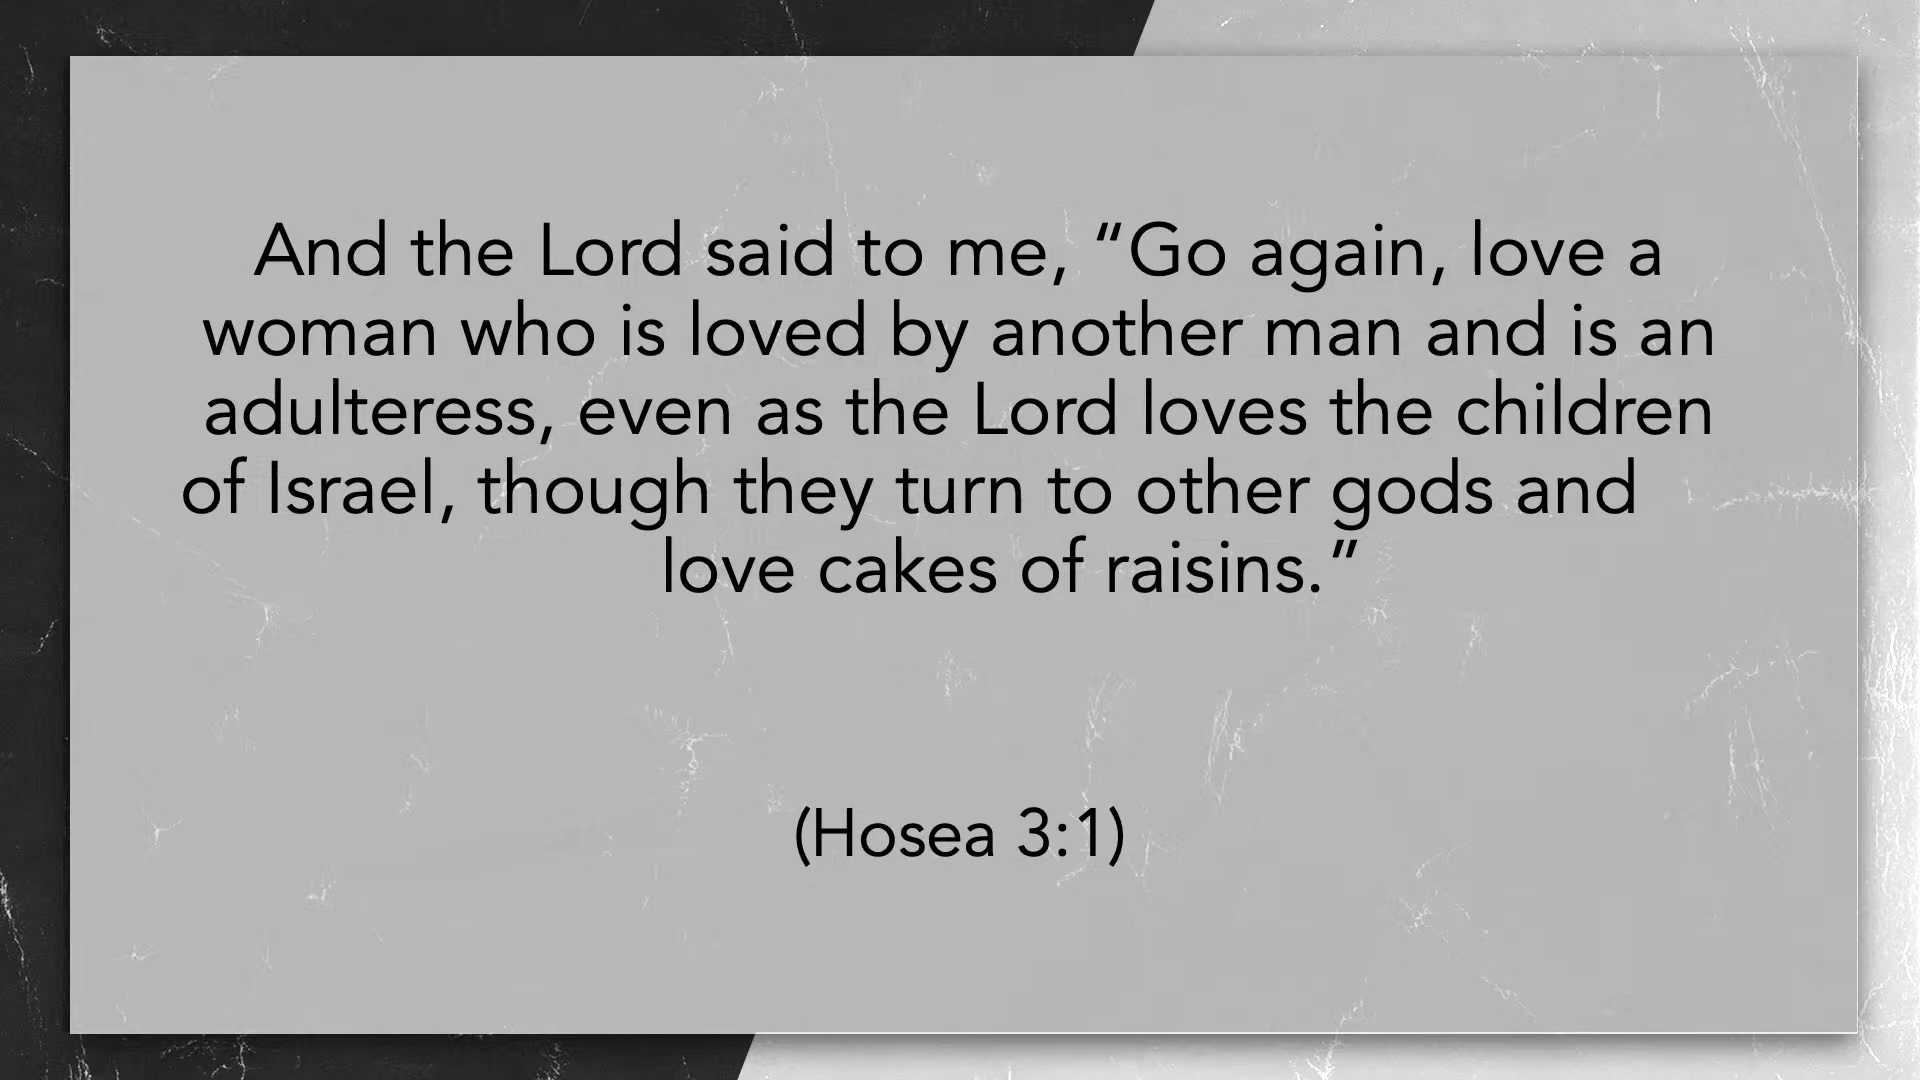 And the Lord said to me, “Go again, love a
woman who is loved by another man and is an
adulteress, even as the Lord loves the children
of Israel, though they turn to other gods and
love cakes of raisins.”
(Hosea 3:1)